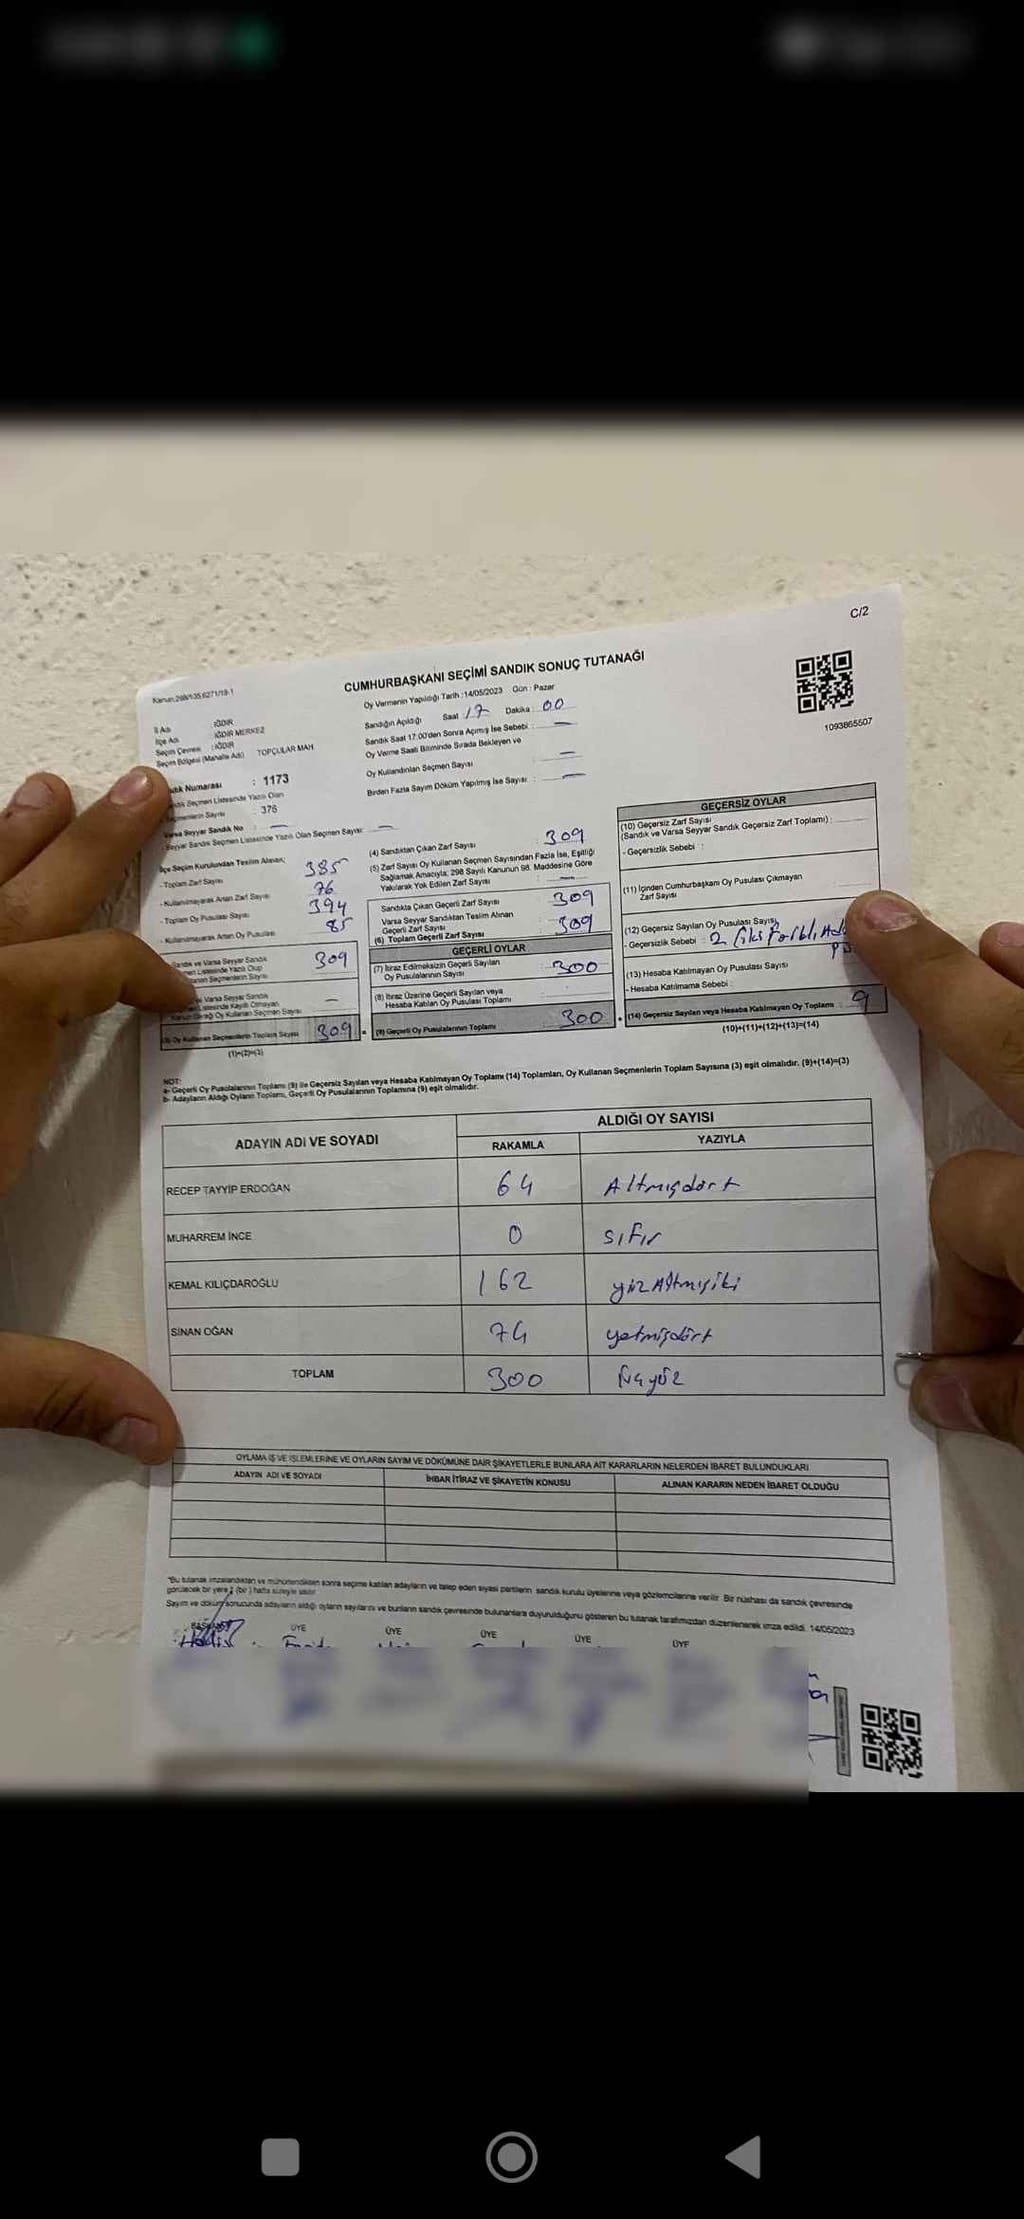 C/2
Kanun:298/135,6271/19-1
CUMHURBAŞKANI SEÇİMİ SANDIK SONUÇ TUTANAĞI
İl Adı : IĞDIR
İlçe Adı : IĞDIR MERKEZ
Seçim Çevresi : IĞDIR
Seçim Bölgesi (Mahalle Adı) TOPÇULAR MAH
Numarası : 1173
Seçmen Listesinde Yazılı Olan
Sayısı : 376
Varsa Seyyar Sandık No : —
Seyyar Sandık Seçmen Listesinde Yazılı Olan Seçmen Sayısı: —
Oy Vermenin Yapıldığı Tarih :14/05/2023 Gün : Pazar
Sandığın Açıldığı Saat 17 Dakika : 00
Sandık Saat 17:00'den Sonra Açımış İse Sebebi : —
Oy Verme Saati Bitiminde Sırada Bekleyen ve
Oy Kullandırılan Seçmen Sayısı : —
Birden Fazla Sayım Döküm Yapılmış İse Sayısı : —
1093865507
İlçe Seçim Kurulundan Teslim Alınan;
- Toplam Zarf Sayısı 385
- Kullanılmayarak Artan Zarf Sayısı 76
- Toplam Oy Pusulası Sayısı 394
- Kullanılmayarak Artan Oy Pusulası 85
Sandık ve Varsa Seyyar Sandık
Listesinde Yazılı Olup
Seçmenlerin Sayısı 309
Varsa Seyyar Sandık
Listesinde Kayıtlı Olmayan
Kanun Gereği Oy Kullanan Seçmen Sayısı —
(3) Oy Kullanan Seçmenlerin Toplam Sayısı 309
(1)+(2)=(3)
(4) Sandıktan Çıkan Zarf Sayısı : 309
(5) Zarf Sayısı Oy Kullanan Seçmen Sayısından Fazla İse, Eşitliği
Sağlamak Amacıyla; 298 Sayılı Kanunun 98. Maddesine Göre
Yakılarak Yok Edilen Zarf Sayısı : —
Sandıkta Çıkan Geçerli Zarf Sayısı 309
Varsa Seyyar Sandıktan Teslim Alınan
Geçerli Zarf Sayısı
(6) Toplam Geçerli Zarf Sayısı 309
GEÇERLİ OYLAR
(7) İtiraz Edilmeksizin Geçerli Sayılan
Oy Pusulalarının Sayısı 300
(8) İtiraz Üzerine Geçerli Sayılan veya
Hesaba Katılan Oy Pusulası Toplamı
(9) Geçerli Oy Pusulalarının Toplamı 300
GEÇERSİZ OYLAR
(10) Geçersiz Zarf Sayısı
(Sandık ve Varsa Seyyar Sandık Geçersiz Zarf Toplamı) :
- Geçersizlik Sebebi :
(11) İçinden Cumhurbaşkanı Oy Pusulası Çıkmayan
Zarf Sayısı
(12) Geçersiz Sayılan Oy Pusulası Sayısı
- Geçersizlik Sebebi : 2
(13) Hesaba Katılmayan Oy Pusulası Sayısı
- Hesaba Katılmama Sebebi :
(14) Geçersiz Sayılan veya Hesaba Katılmayan Oy Toplamı : 9
(10)+(11)+(12)+(13)=(14)
NOT:
a- Geçerli Oy Pusulalarının Toplamı (9) ile Geçersiz Sayılan veya Hesaba Katılmayan Oy Toplamı (14) Toplamları, Oy Kullanan Seçmenlerin Toplam Sayısına (3) eşit olmalıdır. (9)+(14)=(3)
b- Adayların Aldığı Oyların Toplamı, Geçerli Oy Pusulalarının Toplamına (9) eşit olmalıdır.
ADAYIN ADI VE SOYADI
ALDIĞI OY SAYISI
RAKAMLA YAZIYLA
RECEP TAYYİP ERDOĞAN 64 Altmışdört
MUHARREM İNCE 0 sıfır
KEMAL KILIÇDAROĞLU 162 yüzAltmışiki
SİNAN OĞAN 74 yetmişdört
TOPLAM 300 üçyüz
OYLAMA İŞ VE İŞLEMLERİNE VE OYLARIN SAYIM VE DÖKÜMÜNE DAİR ŞİKAYETLERLE BUNLARA AİT KARARLARIN NELERDEN İBARET BULUNDUKLARI
ADAYIN ADI VE SOYADI İHBAR İTİRAZ VE ŞİKAYETİN KONUSU ALINAN KARARIN NEDEN İBARET OLDUĞU
*Bu tutanak imzalandıktan ve mühürlendikten sonra seçime katılan adayların ve talep eden siyasi partilerin sandık kurulu üyelerine veya gözlemcilerine verilir. Bir nüshası da sandık çevresinde
görülecek bir yere 1 (bir) hafta süreyle asılır.
Sayım ve döküm sonucunda adayların aldığı oyların sayılarını ve bunların sandık çevresinde bulunanlara duyurulduğunu gösteren bu tutanak tarafımızdan düzenlenerek imza edildi. 14/05/2023
BAŞKAN ÜYE ÜYE ÜYE ÜYE ÜYE